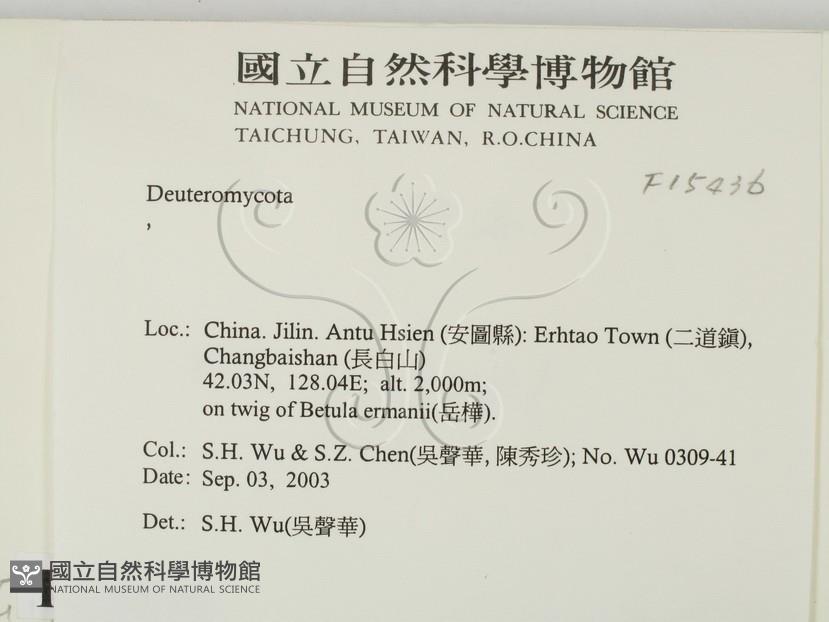 國立自然科學博物館
NATIONAL MUSEUM OF NATURAL SCIENCE
TAICHUNG, TAIWAN, R.O.CHINA
F15436
Deuteromycota
,
Loc.: China. Jilin. Antu Hsien (安圖縣): Erhtao Town (二道鎭),
Changbaishan (長白山)
42.03N, 128.04E; alt. 2,000m;
on twig of Betula ermanii(岳樺).
Col.: S.H. Wu & S.Z. Chen(吳聲華, 陳秀珍); No. Wu 0309-41
Date: Sep. 03, 2003
Det.: S.H. Wu(吳聲華)
國立自然科學博物館
NATIONAL MUSEUM OF NATURAL SCIENCE